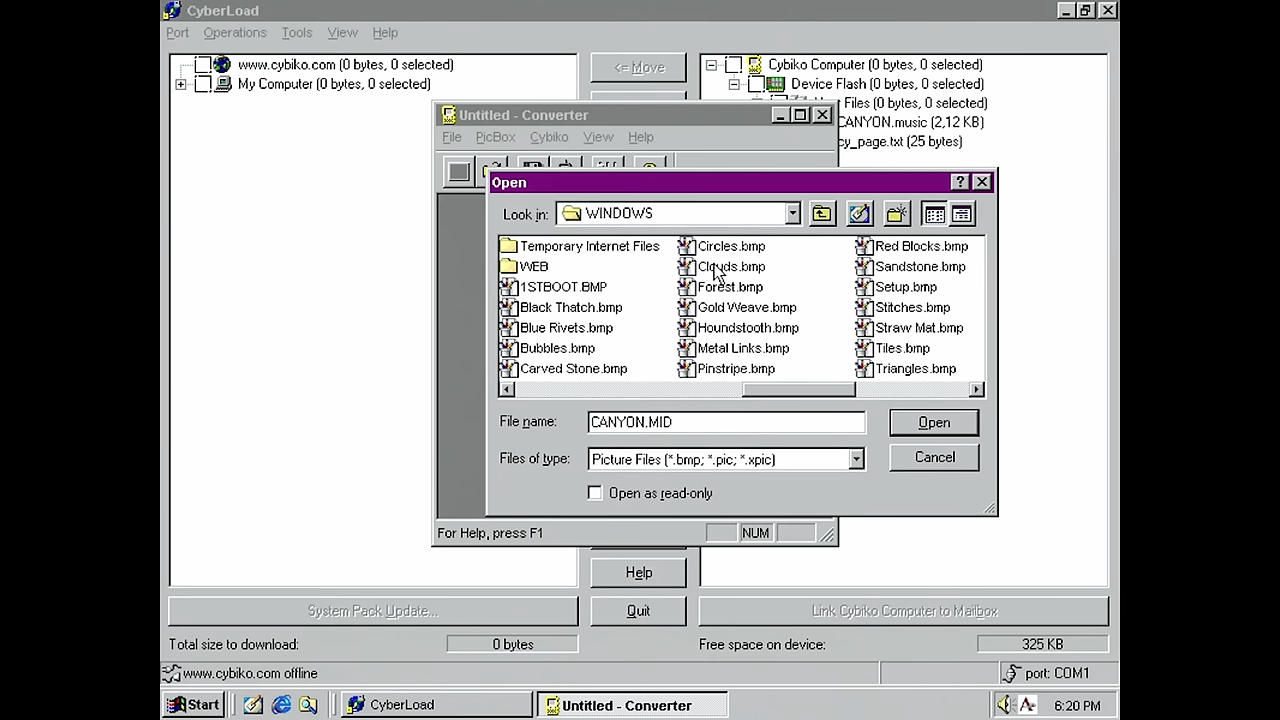 CyberLoad
Port Operations Tools View Help
www.cybiko.com (0 bytes, 0 selected)
My Computer (0 bytes, 0 selected)
<= Move
Cybiko Computer (0 bytes, 0 selected)
Device Flash (0 bytes, 0 selected)
Files (0 bytes, 0 selected)
CANYON.music (2,12 KB)
cy_page.txt (25 bytes)
Untitled - Converter
File PicBox Cybiko View Help
Open
Look in: WINDOWS
Temporary Internet Files
WEB
1STBOOT.BMP
Black Thatch.bmp
Blue Rivets.bmp
Bubbles.bmp
Carved Stone.bmp
Circles.bmp
Clouds.bmp
Forest.bmp
Gold Weave.bmp
Houndstooth.bmp
Metal Links.bmp
Pinstripe.bmp
Red Blocks.bmp
Sandstone.bmp
Setup.bmp
Stitches.bmp
Straw Mat.bmp
Tiles.bmp
Triangles.bmp
File name: CANYON.MID Open
Files of type: Picture Files (*.bmp; *.pic; *.xpic) Cancel
Open as read-only
For Help, press F1 NUM
Help
System Pack Update... Quit Link Cybiko Computer to Mailbox
Total size to download: 0 bytes Free space on device: 325 KB
www.cybiko.com offline port: COM1
Start CyberLoad Untitled - Converter A 6:20 PM